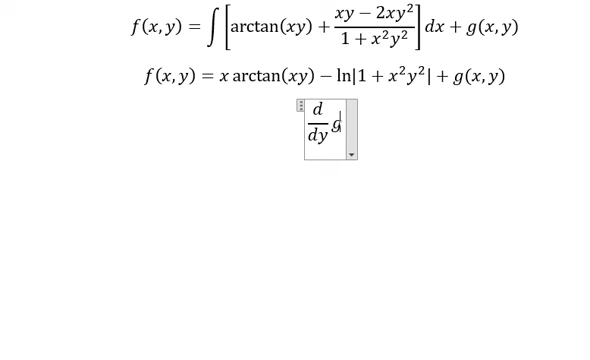 f(x, y) = ∫ [arctan(xy) + (xy − 2xy²)/(1 + x²y²)] dx + g(x, y)
f(x, y) = x arctan(xy) − ln|1 + x²y²| + g(x, y)
d/dy g